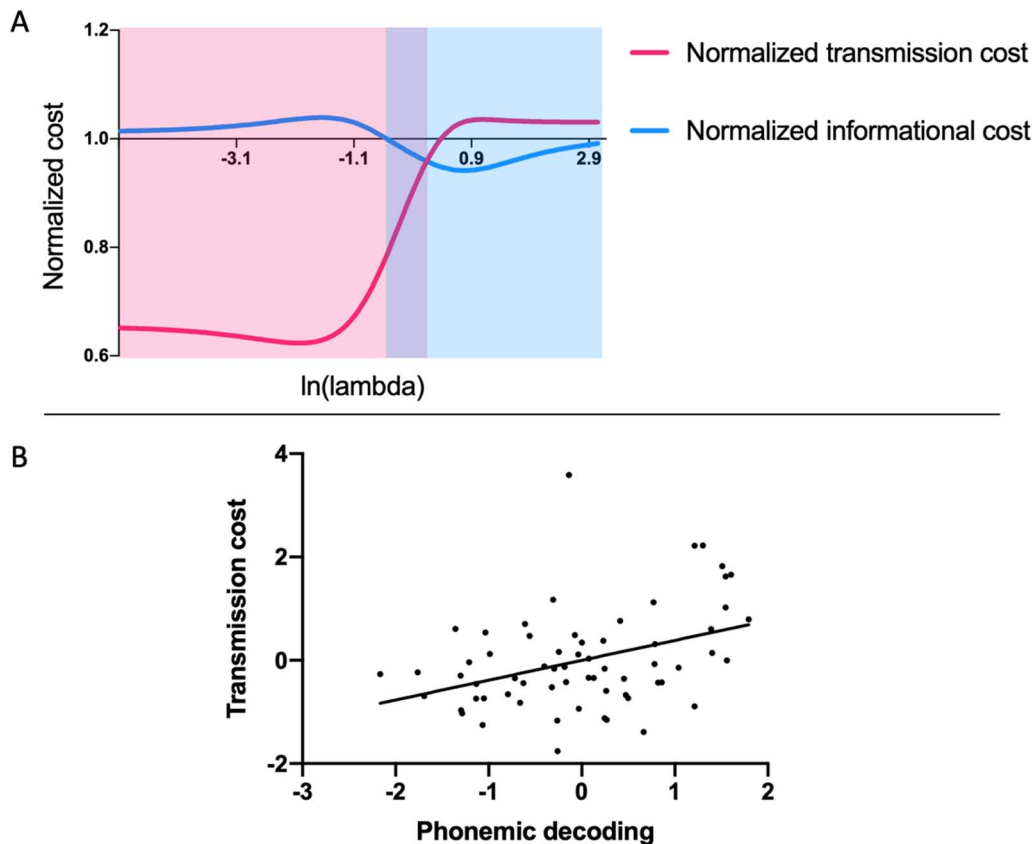 A
1.2
1.0
0.8
0.6
Normalized cost
-3.1
-1.1
0.9
2.9
ln(lambda)
Normalized transmission cost
Normalized informational cost
B
4
2
0
-2
Transmission cost
-3
-2
-1
0
1
2
Phonemic decoding